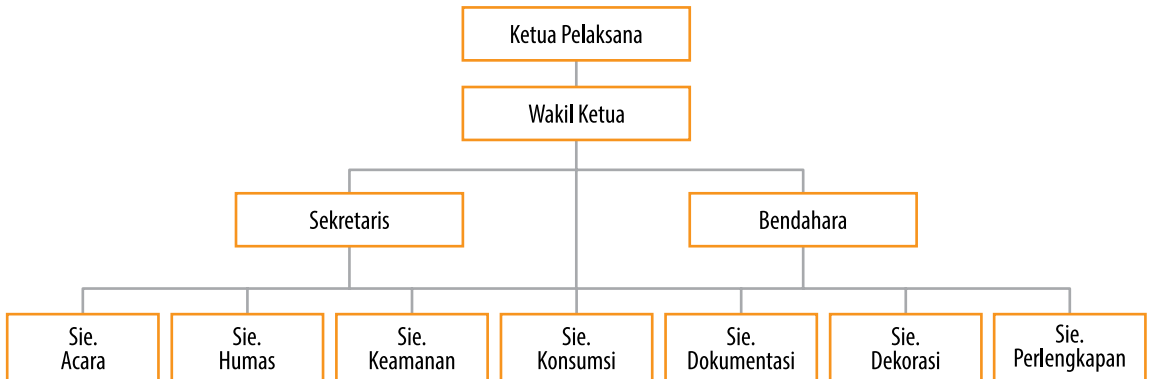 Ketua Pelaksana
Wakil Ketua
Sekretaris
Bendahara
Sie.
Acara
Sie.
Humas
Sie.
Keamanan
Sie.
Konsumsi
Sie.
Dokumentasi
Sie.
Dekorasi
Sie.
Perlengkapan